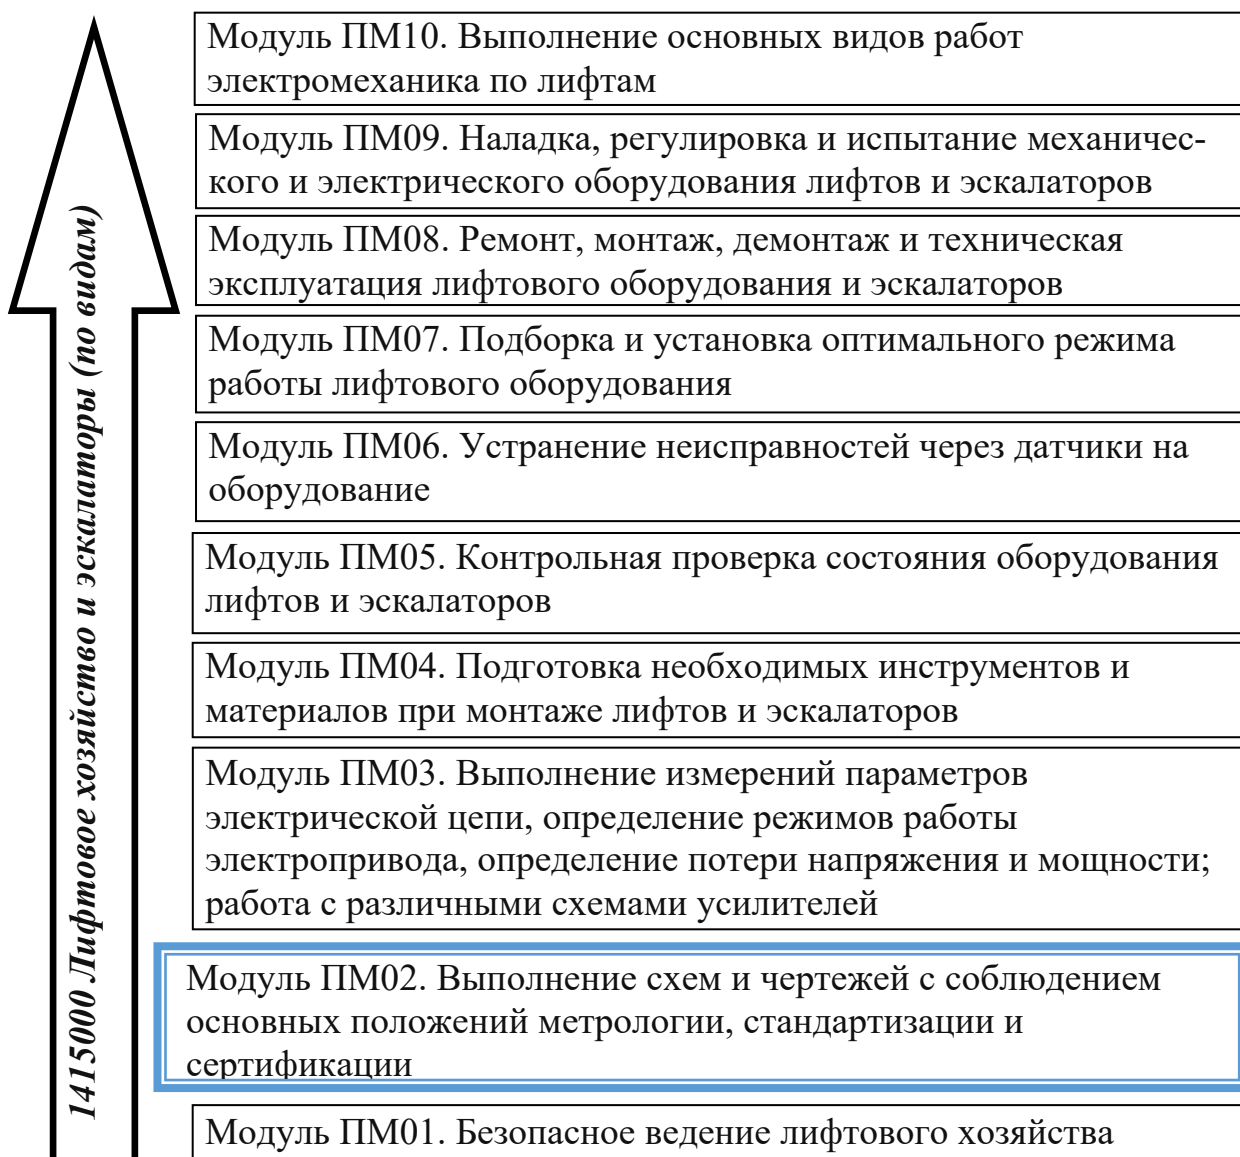 Модуль ПМ10. Выполнение основных видов работ
электромеханика по лифтам
Модуль ПМ09. Наладка, регулировка и испытание механичес-
кого и электрического оборудования лифтов и эскалаторов
Модуль ПМ08. Ремонт, монтаж, демонтаж и техническая
эксплуатация лифтового оборудования и эскалаторов
Модуль ПМ07. Подборка и установка оптимального режима
работы лифтового оборудования
Модуль ПМ06. Устранение неисправностей через датчики на
оборудование
Модуль ПМ05. Контрольная проверка состояния оборудования
лифтов и эскалаторов
Модуль ПМ04. Подготовка необходимых инструментов и
материалов при монтаже лифтов и эскалаторов
Модуль ПМ03. Выполнение измерений параметров
электрической цепи, определение режимов работы
электропривода, определение потери напряжения и мощности;
работа с различными схемами усилителей
Модуль ПМ02. Выполнение схем и чертежей с соблюдением
основных положений метрологии, стандартизации и
сертификации
Модуль ПМ01. Безопасное ведение лифтового хозяйства
1415000 Лифтовое хозяйство и эскалаторы (по видам)